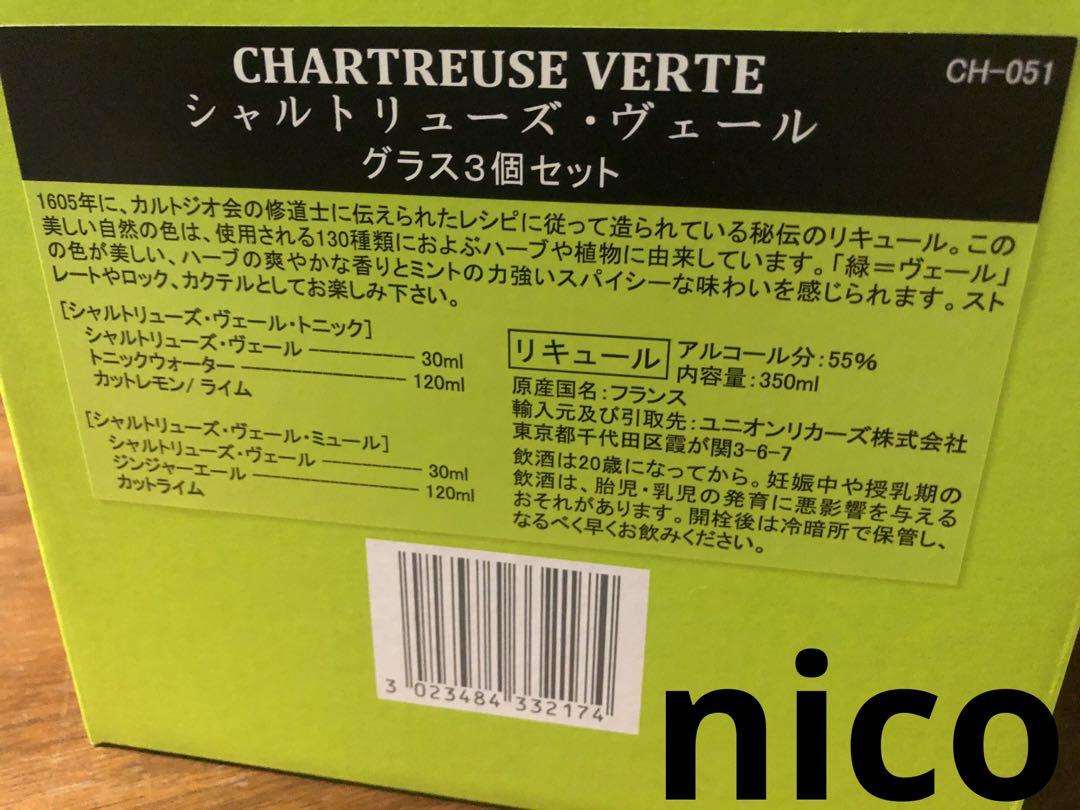 CHARTREUSE VERTE
CH-051
シャルトリューズ・ヴェール
グラス3個セット
1605年に、カルトジオ会の修道士に伝えられたレシピに従って造られている秘伝のリキュール。この
美しい自然の色は、使用される130種類におよぶハーブや植物に由来しています。「緑＝ヴェール」
の色が美しい、ハーブの爽やかな香りとミントの力強いスパイシーな味わいを感じられます。スト
レートやロック、カクテルとしてお楽しみ下さい。
[シャルトリューズ・ヴェール・トニック]
シャルトリューズ・ヴェール ―――― 30ml
トニックウォーター ―――― 120ml
カットレモン/ライム
[シャルトリューズ・ヴェール・ミュール]
シャルトリューズ・ヴェール ―――― 30ml
ジンジャーエール ―――― 120ml
カットライム
リキュール アルコール分：55%
内容量：350ml
原産国名：フランス
輸入元及び引取先：ユニオンリカーズ株式会社
東京都千代田区霞が関3-6-7
飲酒は20歳になってから。妊娠中や授乳期の
飲酒は、胎児・乳児の発育に悪影響を与える
おそれがあります。開栓後は冷暗所で保管し、
なるべく早くお飲みください。
3 023484 332174
nico